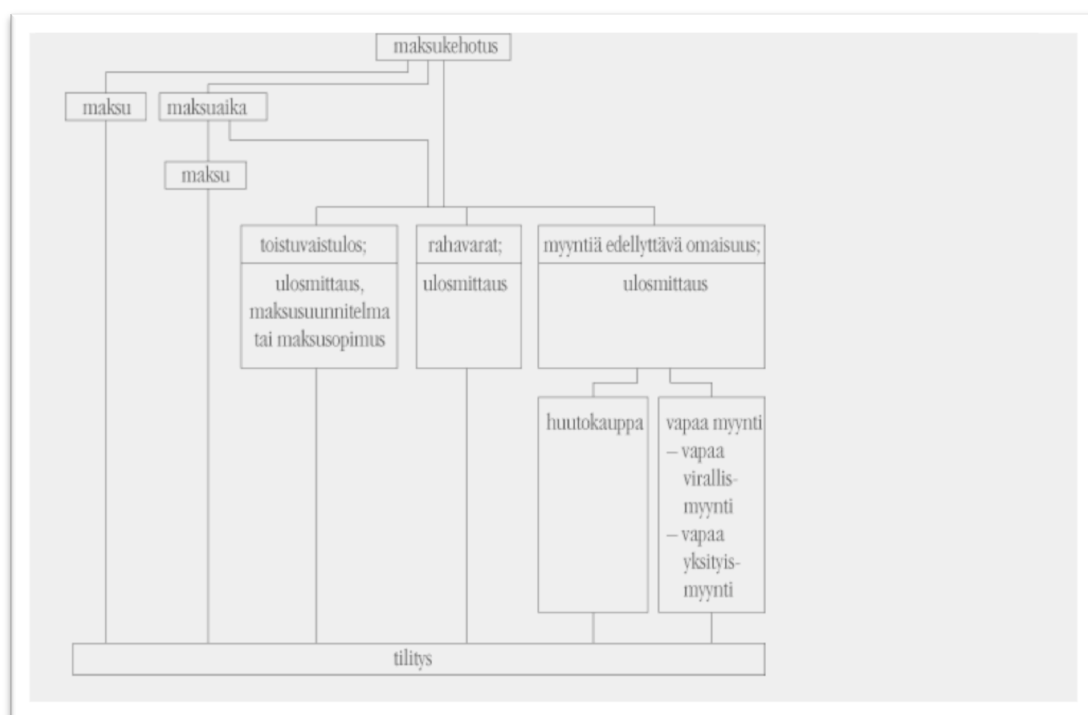 maksukehotus
maksu
maksuaika
maksu
toistuvaistulos;
ulosmittaus,
maksusuunnitelma
tai maksusopimus
rahavarat;
ulosmittaus
myyntiä edellyttävä omaisuus;
ulosmittaus
huutokauppa
vapaa myynti
– vapaa
virallis-
myynti
– vapaa
yksityis-
myynti
tilitys